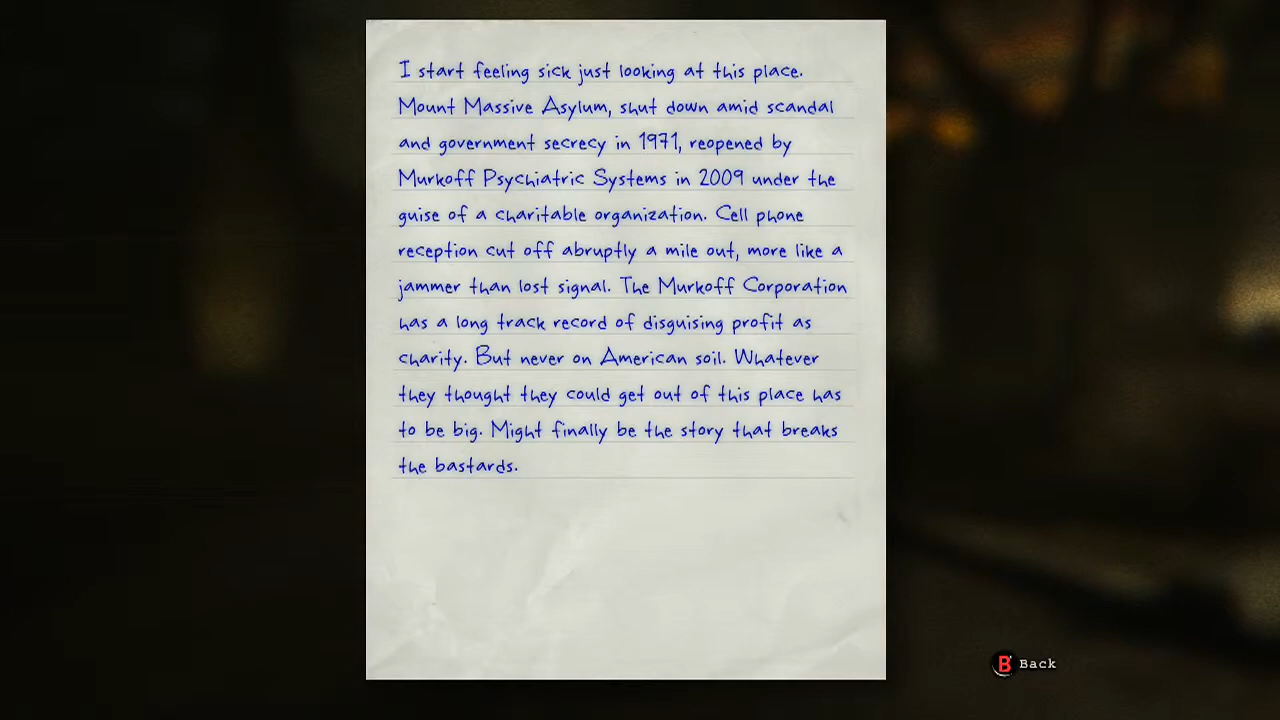 I start feeling sick just looking at this place.
Mount Massive Asylum, shut down amid scandal
and government secrecy in 1971, reopened by
Murkoff Psychiatric Systems in 2009 under the
guise of a charitable organization. Cell phone
reception cut off abruptly a mile out, more like a
jammer than lost signal. The Murkoff Corporation
has a long track record of disguising profit as
charity. But never on American soil. Whatever
they thought they could get out of this place has
to be big. Might finally be the story that breaks
the bastards.
B Back